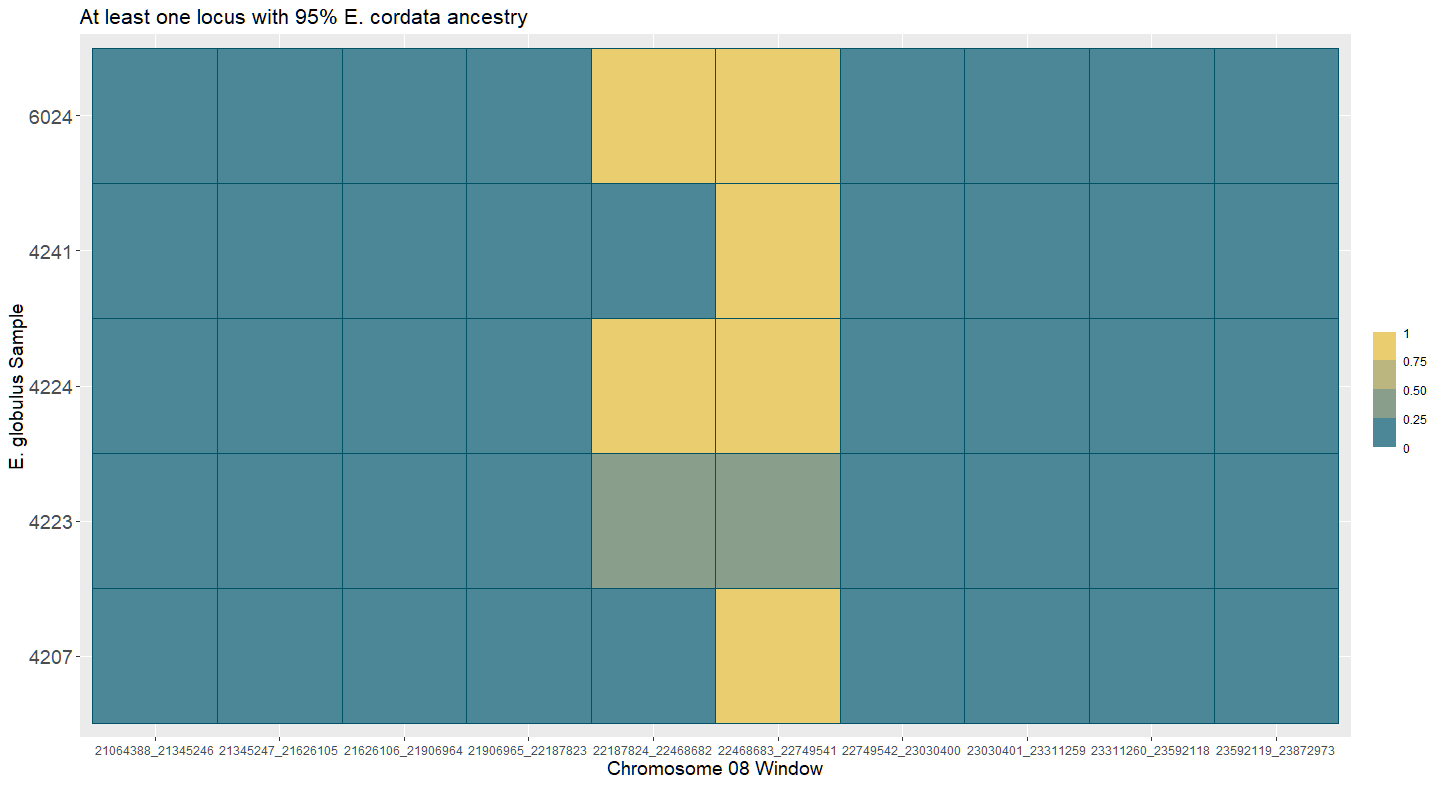 At least one locus with 95% E. cordata ancestry
E. globulus Sample
6024
4241
4224
4223
4207
1
0.75
0.50
0.25
0
21064388_21345246 21345247_21626105 21626106_21906964 21906965_22187823 22187824_22468682 22468683_22749541 22749542_23030400 23030401_23311259 23311260_23592118 23592119_23872973
Chromosome 08 Window